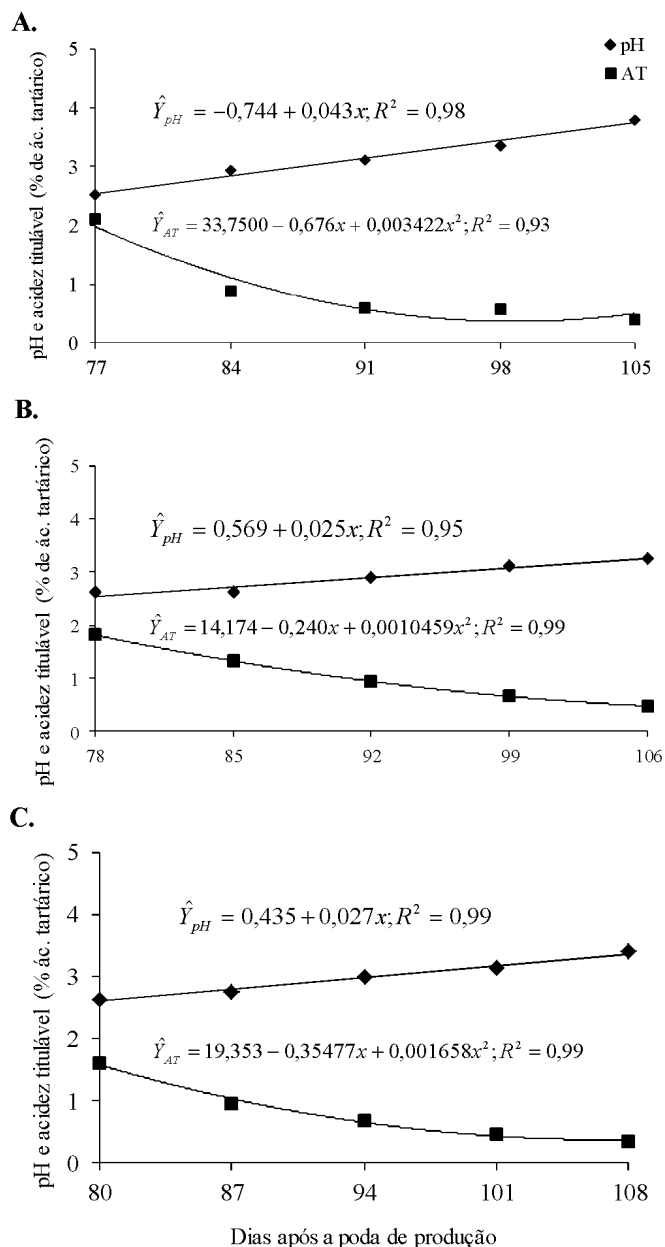 A.
pH e acidez titulável (% de ác. tartárico)
5
4
3
2
1
0
◆ pH
■ AT
Ŷ_pH = −0,744 + 0,043x; R² = 0,98
Ŷ_AT = 33,7500 − 0,676x + 0,003422x²; R² = 0,93
77 84 91 98 105
B.
pH e acidez titulável (% de ác. tartárico)
5
4
3
2
1
0
Ŷ_pH = 0,569 + 0,025x; R² = 0,95
Ŷ_AT = 14,174 − 0,240x + 0,0010459x²; R² = 0,99
78 85 92 99 106
C.
pH e acidez titulável (% ác. tartárico)
5
4
3
2
1
0
Ŷ_pH = 0,435 + 0,027x; R² = 0,99
Ŷ_AT = 19,353 − 0,35477x + 0,001658x²; R² = 0,99
80 87 94 101 108
Dias após a poda de produção